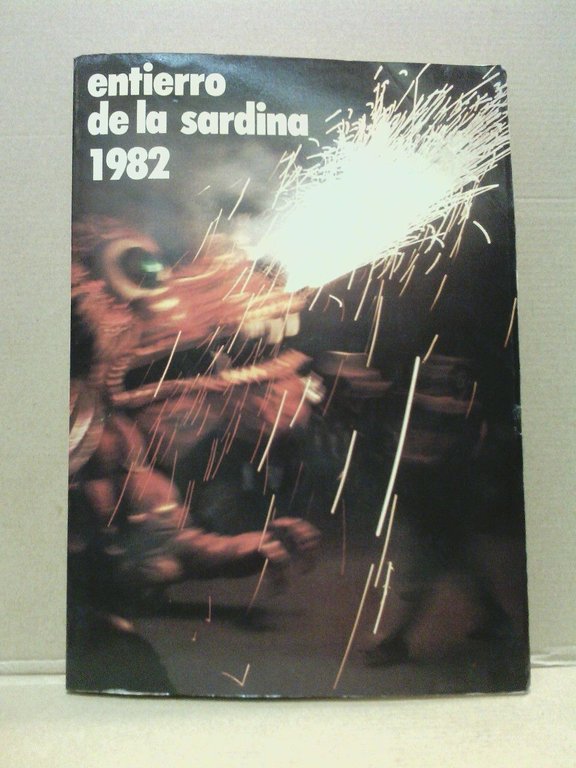 entierro
de la sardina
1982